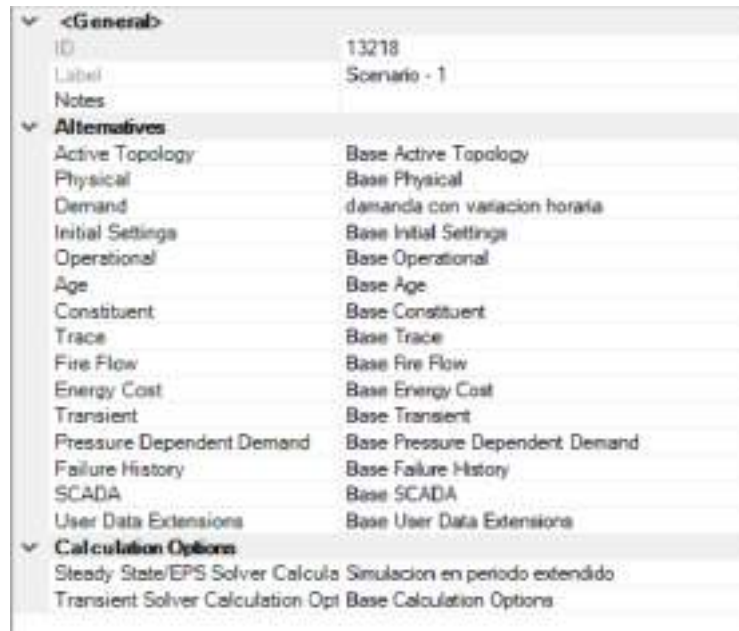 <General>
ID 13218
Label Scenario - 1
Notes
Alternatives
Active Topology Base Active Topology
Physical Base Physical
Demand damanda con variacion horaria
Initial Settings Base Initial Settings
Operational Base Operational
Age Base Age
Constituent Base Constituent
Trace Base Trace
Fire Flow Base Fire Flow
Energy Cost Base Energy Cost
Transient Base Transient
Pressure Dependent Demand Base Pressure Dependent Demand
Failure History Base Failure History
SCADA Base SCADA
User Data Extensions Base User Data Extensions
Calculation Options
Steady State/EPS Solver Calcula Simulacion en periodo extendido
Transient Solver Calculation Opt Base Calculation Options